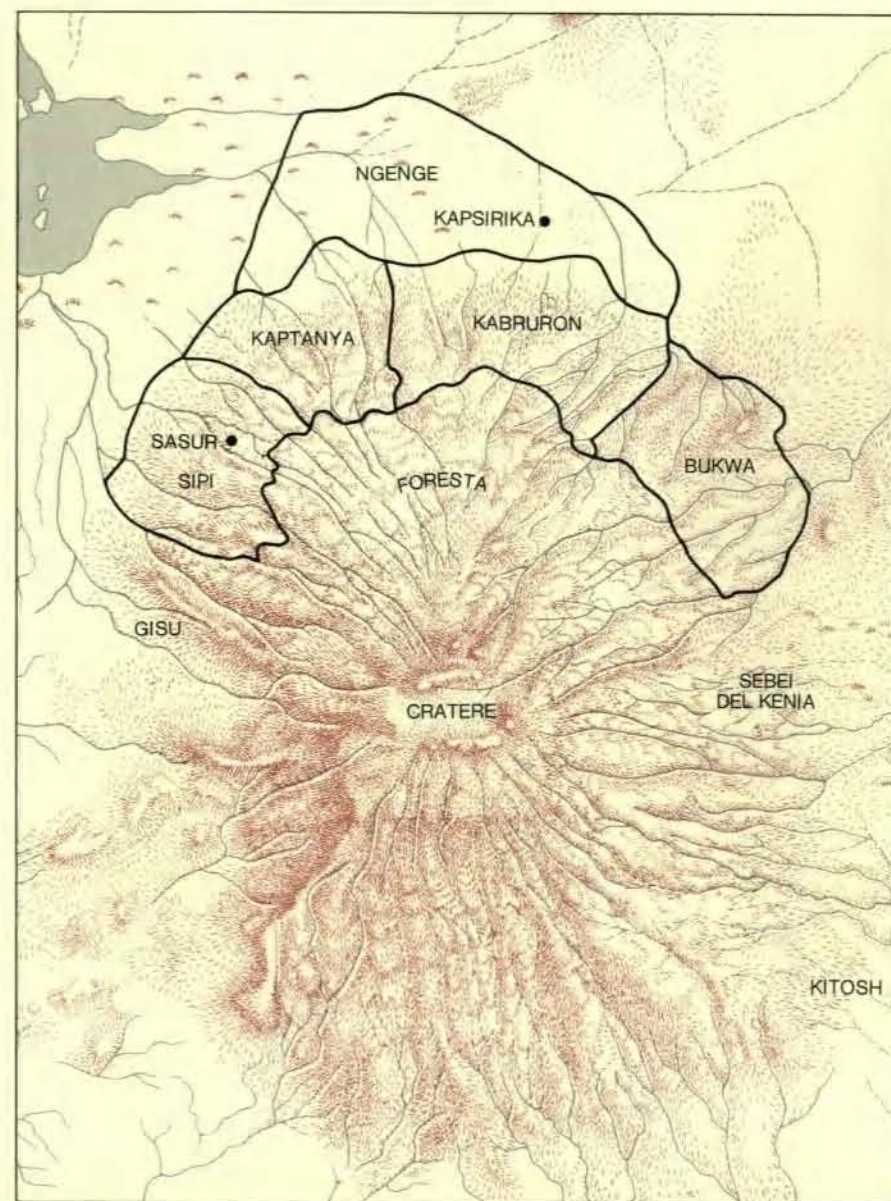 NGENGE
KAPSIRIKA
KAPTANYA
KABRURON
SASUR
SIPI
FORESTA
BUKWA
GISU
SEBEI
DEL KENIA
CRATERE
KITOSH